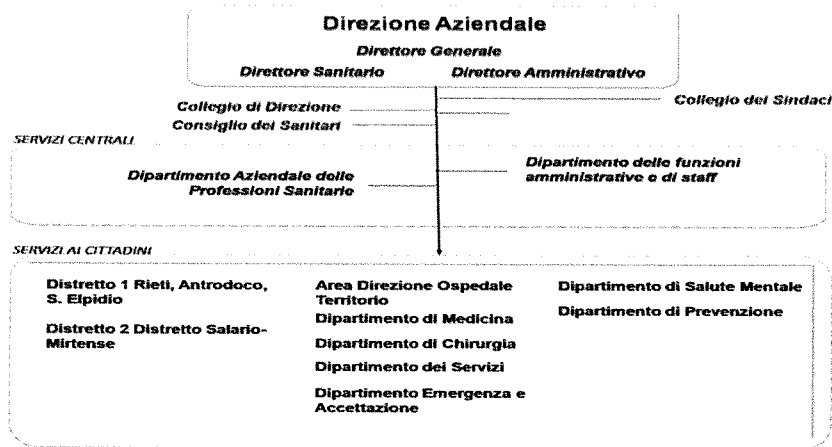 Direzione Aziendale
Direttore Generale
Direttore Sanitario Direttore Amministrativo
Collegio di Direzione
Consiglio dei Sanitari
Collegio dei Sindaci
SERVIZI CENTRALI
Dipartimento Aziendale delle
Professioni Sanitarie
Dipartimento delle funzioni
amministrative e di staff
SERVIZI AI CITTADINI
Distretto 1 Rieti, Antrodoco,
S. Elpidio
Distretto 2 Distretto Salario-
Mirtense
Area Direzione Ospedale
Territorio
Dipartimento di Medicina
Dipartimento di Chirurgia
Dipartimento dei Servizi
Dipartimento Emergenza e
Accettazione
Dipartimento di Salute Mentale
Dipartimento di Prevenzione